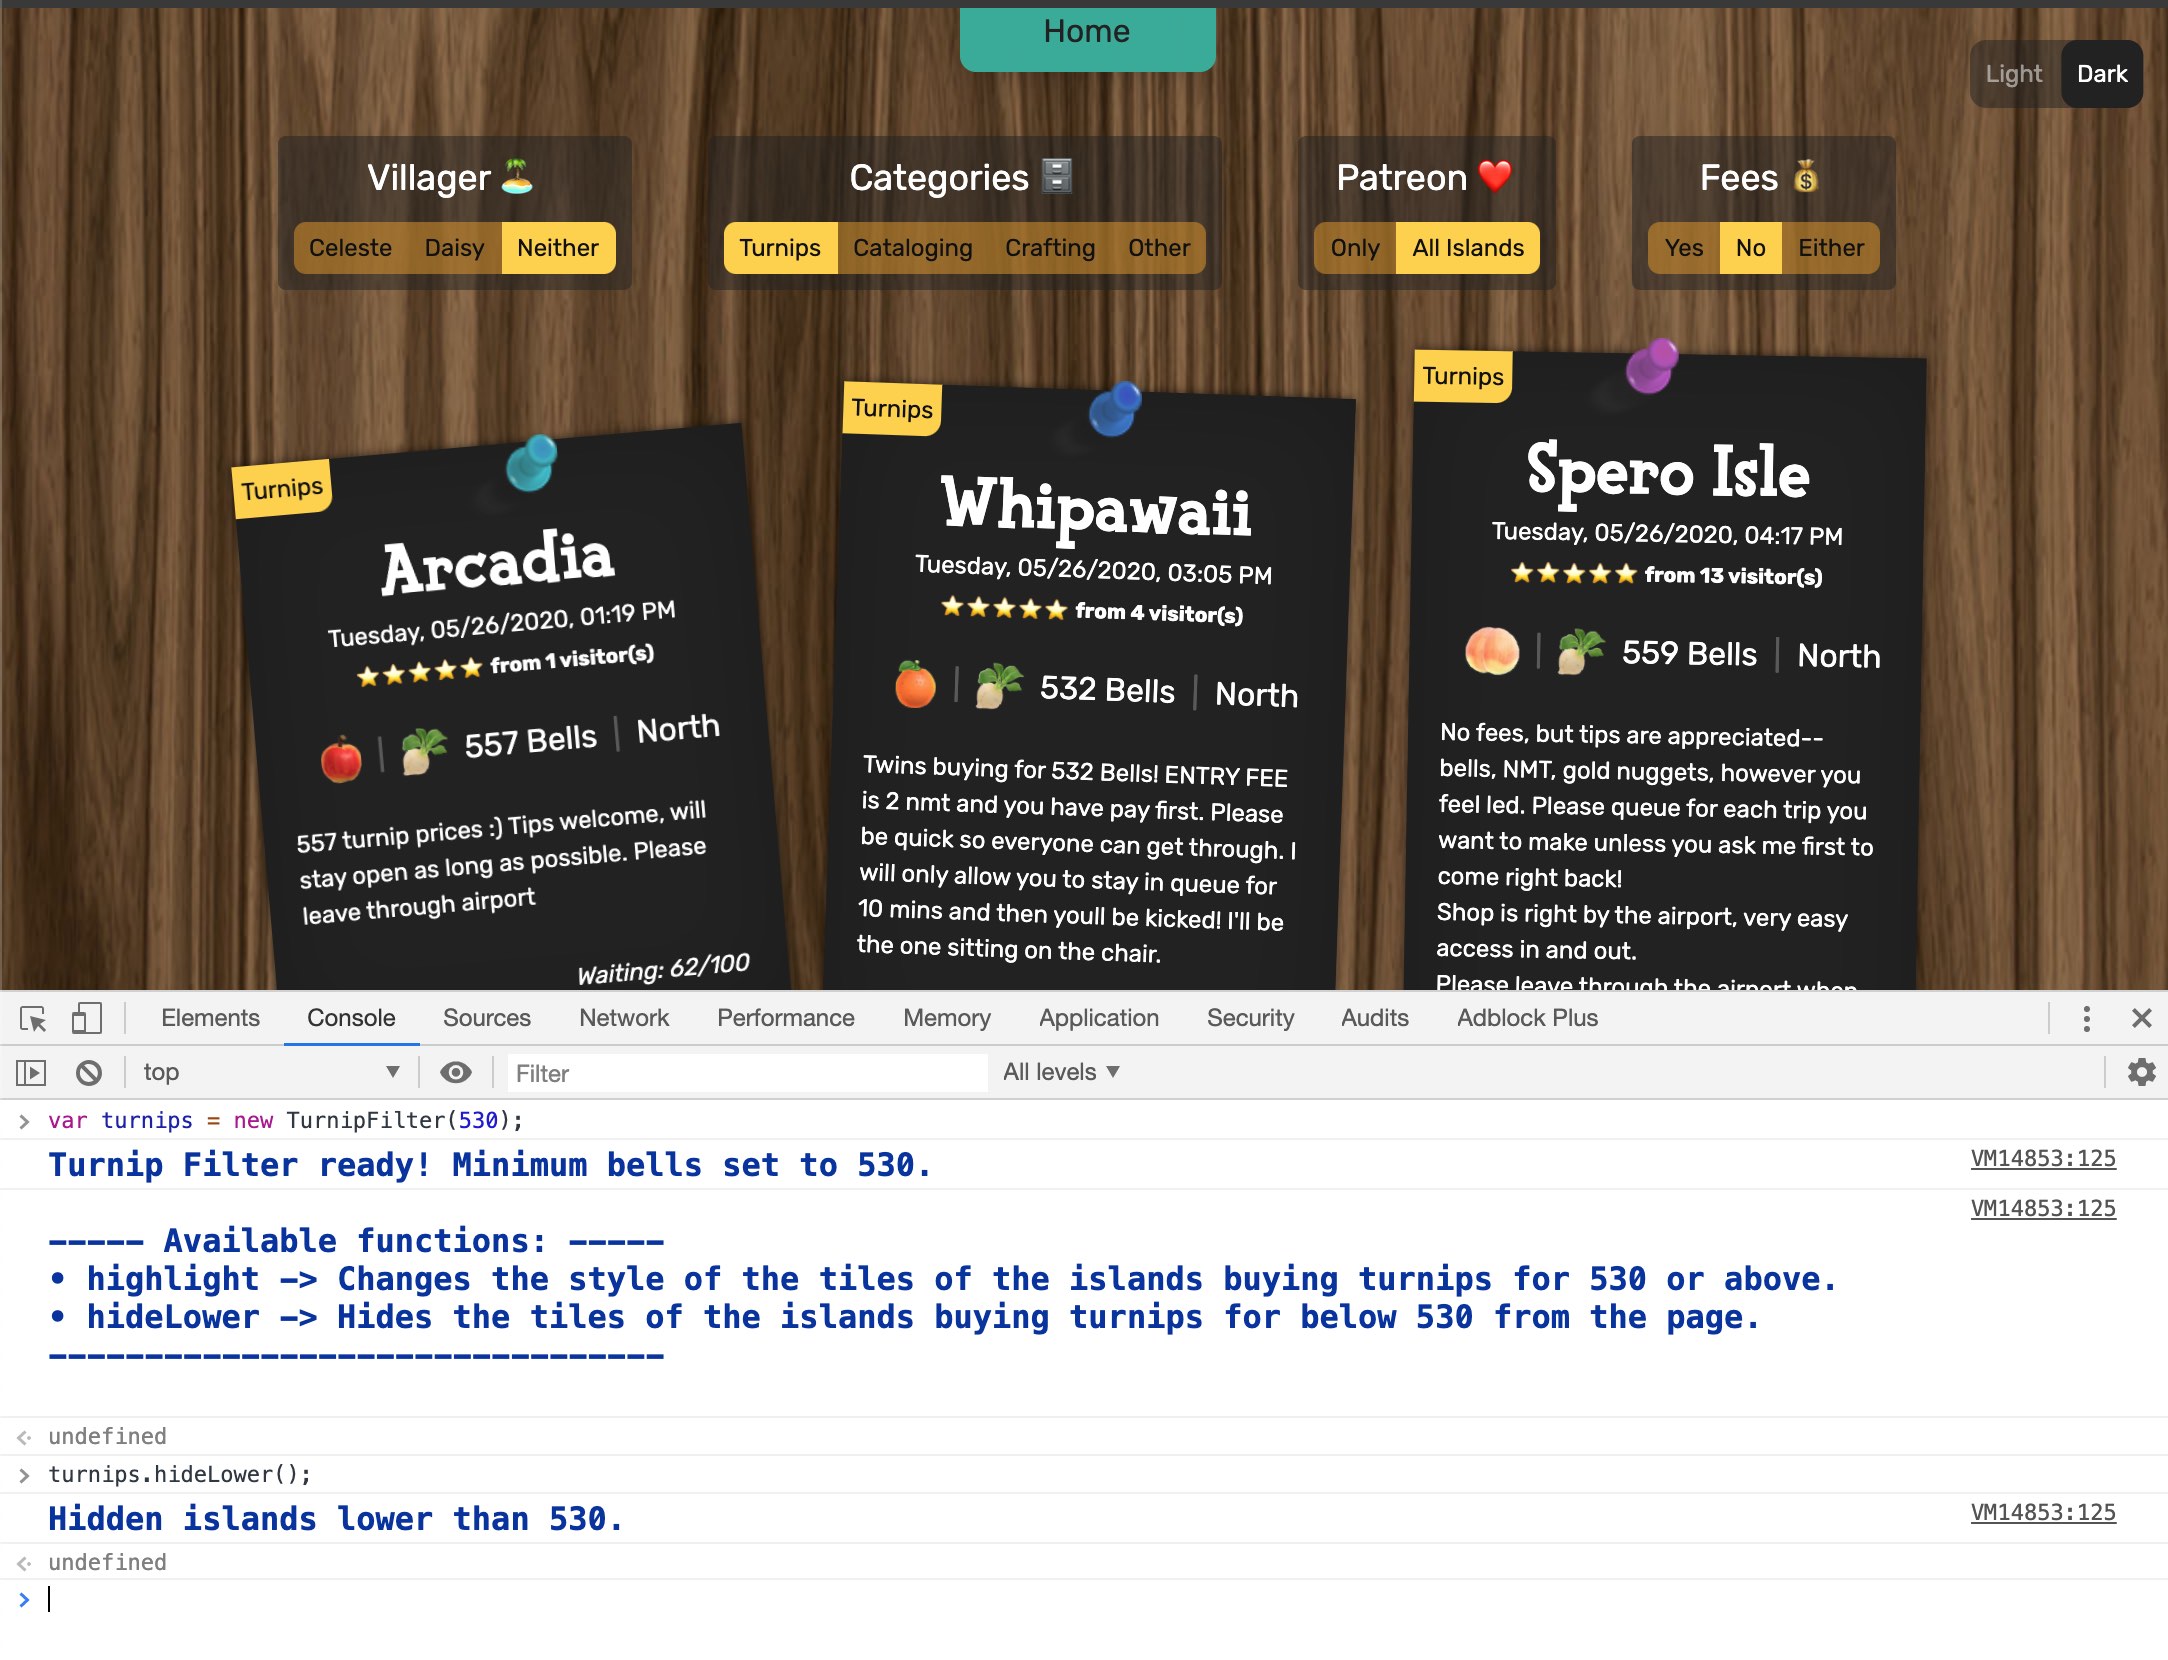 Home
Light Dark
Villager 🏝️
Celeste Daisy Neither
Categories 🗄️
Turnips Cataloging Crafting Other
Patreon ❤️
Only All Islands
Fees 💰
Yes No Either
Turnips
Arcadia
Tuesday, 05/26/2020, 01:19 PM
⭐⭐⭐⭐⭐ from 1 visitor(s)
557 Bells | North
557 turnip prices :) Tips welcome, will
stay open as long as possible. Please
leave through airport
Waiting: 62/100
Turnips
Whipawaii
Tuesday, 05/26/2020, 03:05 PM
⭐⭐⭐⭐⭐ from 4 visitor(s)
532 Bells | North
Twins buying for 532 Bells! ENTRY FEE
is 2 nmt and you have pay first. Please
be quick so everyone can get through. I
will only allow you to stay in queue for
10 mins and then youll be kicked! I'll be
the one sitting on the chair.
Turnips
Spero Isle
Tuesday, 05/26/2020, 04:17 PM
⭐⭐⭐⭐⭐ from 13 visitor(s)
559 Bells | North
No fees, but tips are appreciated--
bells, NMT, gold nuggets, however you
feel led. Please queue for each trip you
want to make unless you ask me first to
come right back!
Shop is right by the airport, very easy
access in and out.
Please leave through the airport when
Elements Console Sources Network Performance Memory Application Security Audits Adblock Plus
top Filter All levels
> var turnips = new TurnipFilter(530);
Turnip Filter ready! Minimum bells set to 530. VM14853:125
VM14853:125
----- Available functions: -----
• highlight -> Changes the style of the tiles of the islands buying turnips for 530 or above.
• hideLower -> Hides the tiles of the islands buying turnips for below 530 from the page.
--------------------------------
undefined
> turnips.hideLower();
Hidden islands lower than 530. VM14853:125
undefined
>